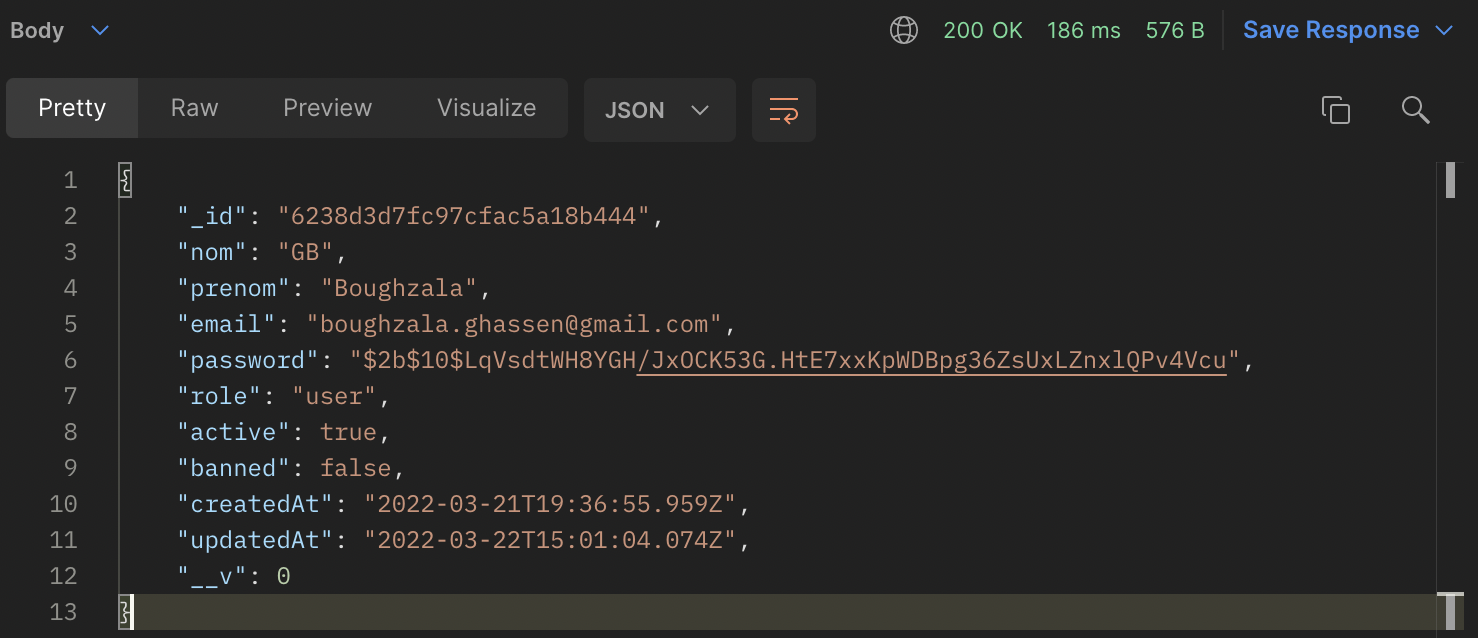 Body 200 OK 186 ms 576 B Save Response
Pretty Raw Preview Visualize JSON
1 {
2 "_id": "6238d3d7fc97cfac5a18b444",
3 "nom": "GB",
4 "prenom": "Boughzala",
5 "email": "boughzala.ghassen@gmail.com",
6 "password": "$2b$10$LqVsdtWH8YGH/JxOCK53G.HtE7xxKpWDBpg36ZsUxLZnxlQPv4Vcu",
7 "role": "user",
8 "active": true,
9 "banned": false,
10 "createdAt": "2022-03-21T19:36:55.959Z",
11 "updatedAt": "2022-03-22T15:01:04.074Z",
12 "__v": 0
13 }